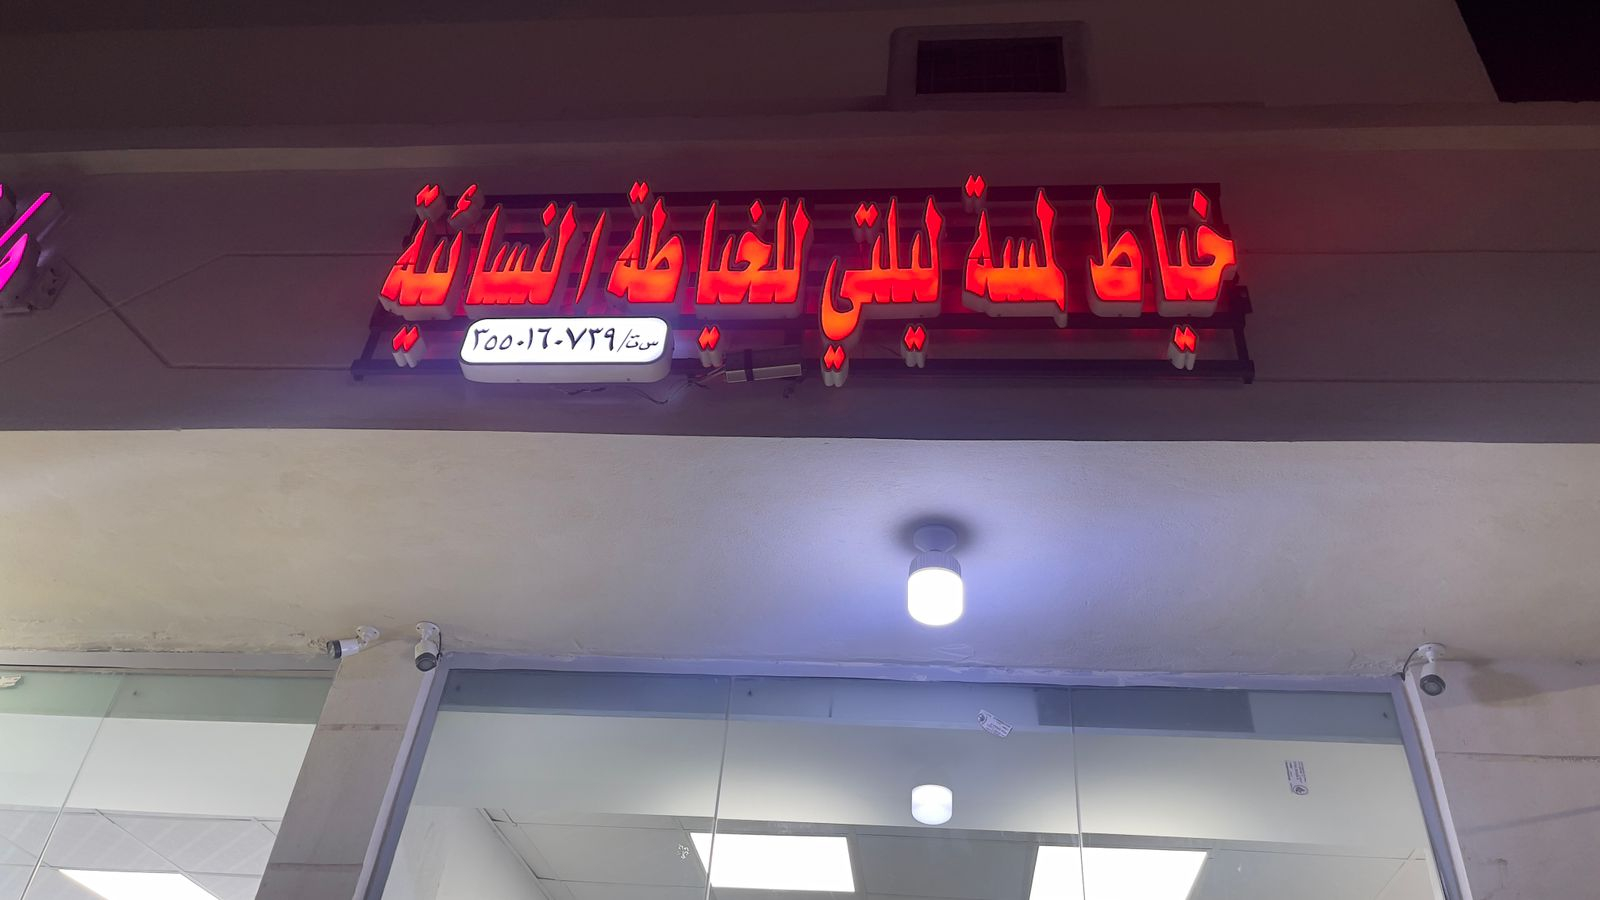 خياط لمسة ليلتي للخياطة النسائية
س ت/ ٣٥٥٠١٦٠٧٣٩